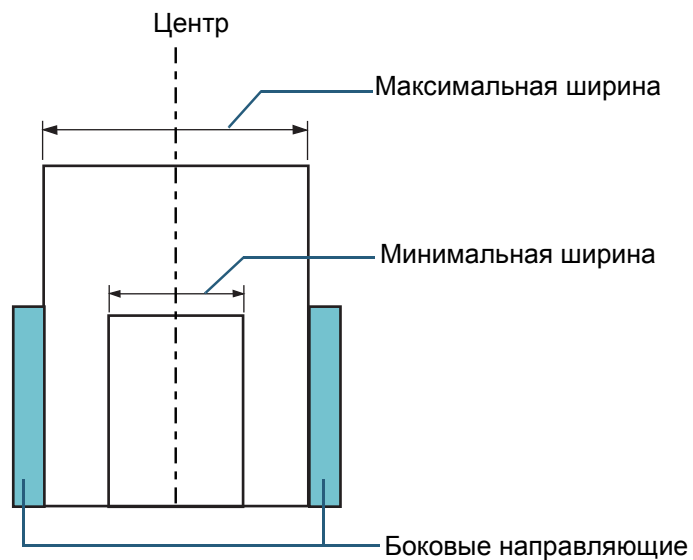 Центр
Максимальная ширина
Минимальная ширина
Боковые направляющие